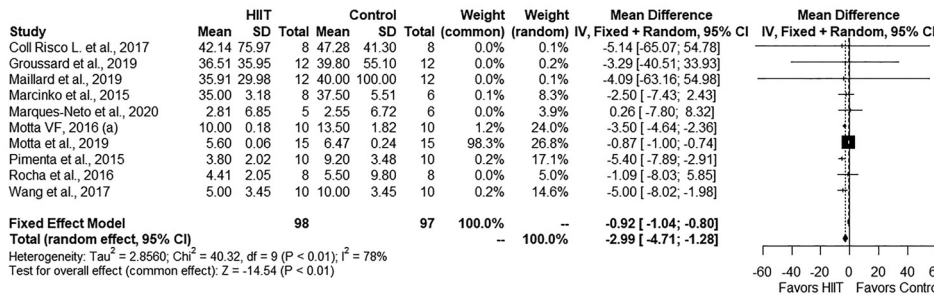 HIIT Control Weight Weight Mean Difference Mean Difference
Study Mean SD Total Mean SD Total (common) (random) IV, Fixed + Random, 95% CI IV, Fixed + Random, 95% CI
Coll Risco L. et al., 2017 42.14 75.97 8 47.28 41.30 8 0.0% 0.1% -5.14 [-65.07; 54.78]
Groussard et al., 2019 36.51 35.95 12 39.80 55.10 12 0.0% 0.2% -3.29 [-40.51; 33.93]
Maillard et al., 2019 35.91 29.98 12 40.00 100.00 12 0.0% 0.1% -4.09 [-63.16; 54.98]
Marcinko et al., 2015 35.00 3.18 8 37.50 5.51 6 0.1% 8.3% -2.50 [-7.43; 2.43]
Marques-Neto et al., 2020 2.81 6.85 5 2.55 6.72 6 0.0% 3.9% 0.26 [-7.80; 8.32]
Motta VF, 2016 (a) 10.00 0.18 10 13.50 1.82 10 1.2% 24.0% -3.50 [-4.64; -2.36]
Motta et al., 2019 5.60 0.06 15 6.47 0.24 15 98.3% 26.8% -0.87 [-1.00; -0.74]
Pimenta et al., 2015 3.80 2.02 10 9.20 3.48 10 0.2% 17.1% -5.40 [-7.89; -2.91]
Rocha et al., 2016 4.41 2.05 8 5.50 9.80 8 0.0% 5.0% -1.09 [-8.03; 5.85]
Wang et al., 2017 5.00 3.45 10 10.00 3.45 10 0.2% 14.6% -5.00 [-8.02; -1.98]
Fixed Effect Model 98 97 100.0% -- -0.92 [-1.04; -0.80]
Total (random effect, 95% CI) -- 100.0% -2.99 [-4.71; -1.28]
Heterogeneity: Tau² = 2.8560; Chi² = 40.32, df = 9 (P < 0.01); I² = 78%
Test for overall effect (common effect): Z = -14.54 (P < 0.01)
-60 -40 -20 0 20 40 6
Favors HIIT Favors Contro